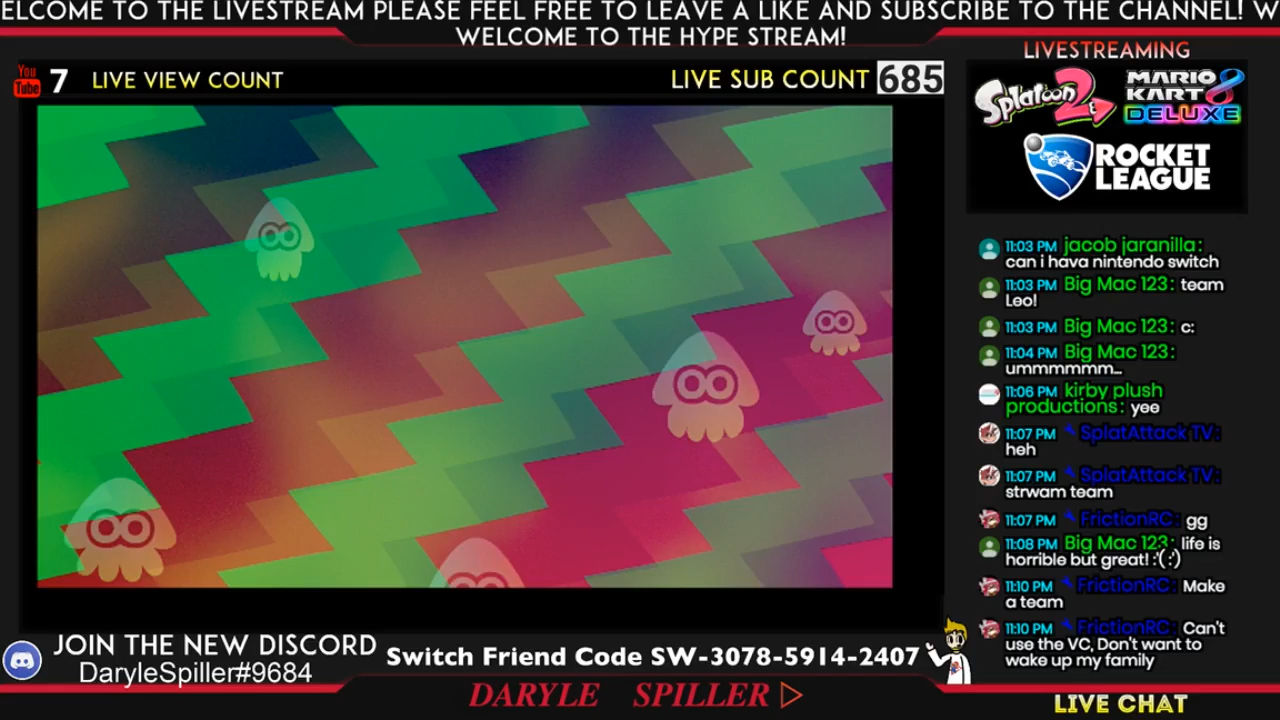 ELCOME TO THE LIVESTREAM PLEASE FEEL FREE TO LEAVE A LIKE AND SUBSCRIBE TO THE CHANNEL! W
WELCOME TO THE HYPE STREAM!
You
Tube
7 LIVE VIEW COUNT
LIVE SUB COUNT 685
LIVESTREAMING
Splatoon 2
MARIO
KART 8
DELUXE
ROCKET
LEAGUE
11:03 PM jacob jaranilla:
can i hava nintendo switch
11:03 PM Big Mac 123: team
Leo!
11:03 PM Big Mac 123: c:
11:04 PM Big Mac 123:
ummmmmm...
11:06 PM kirby plush
productions: yee
11:07 PM SplatAttack TV:
heh
11:07 PM SplatAttack TV:
strwam team
11:07 PM FrictionRC: gg
11:08 PM Big Mac 123: life is
horrible but great! :'( :')
11:10 PM FrictionRC: Make
a team
11:10 PM FrictionRC: Can't
use the VC, Don't want to
wake up my family
LIVE CHAT
JOIN THE NEW DISCORD
DaryleSpiller#9684
Switch Friend Code SW-3078-5914-2407
DARYLE SPILLER